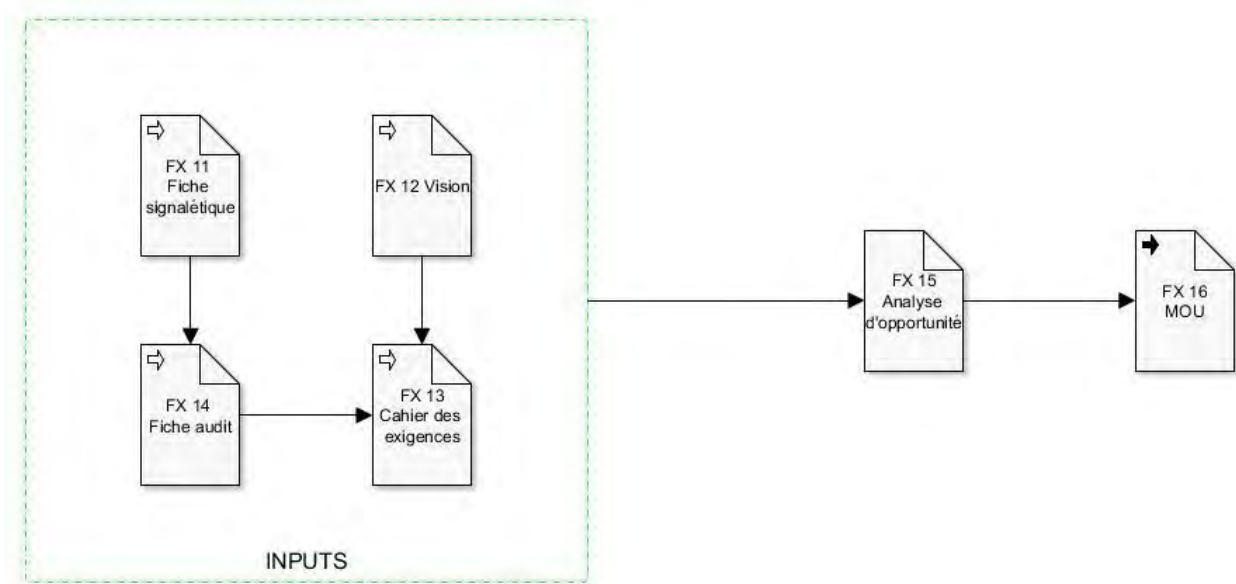 FX 11
Fiche
signalétique
FX 12 Vision
FX 14
Fiche audit
FX 13
Cahier des
exigences
INPUTS
FX 15
Analyse
d'opportunité
FX 16
MOU